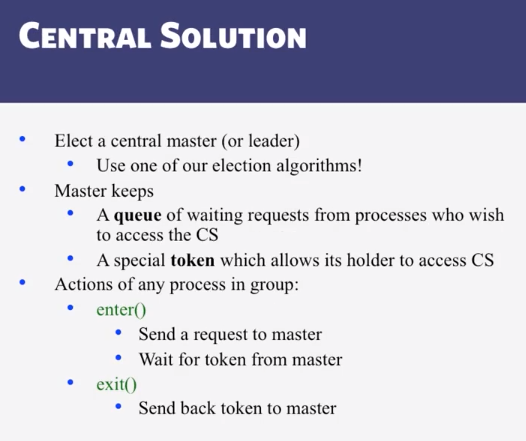 CENTRAL SOLUTION
• Elect a central master (or leader)
• Use one of our election algorithms!
• Master keeps
• A queue of waiting requests from processes who wish
to access the CS
• A special token which allows its holder to access CS
• Actions of any process in group:
• enter()
• Send a request to master
• Wait for token from master
• exit()
• Send back token to master